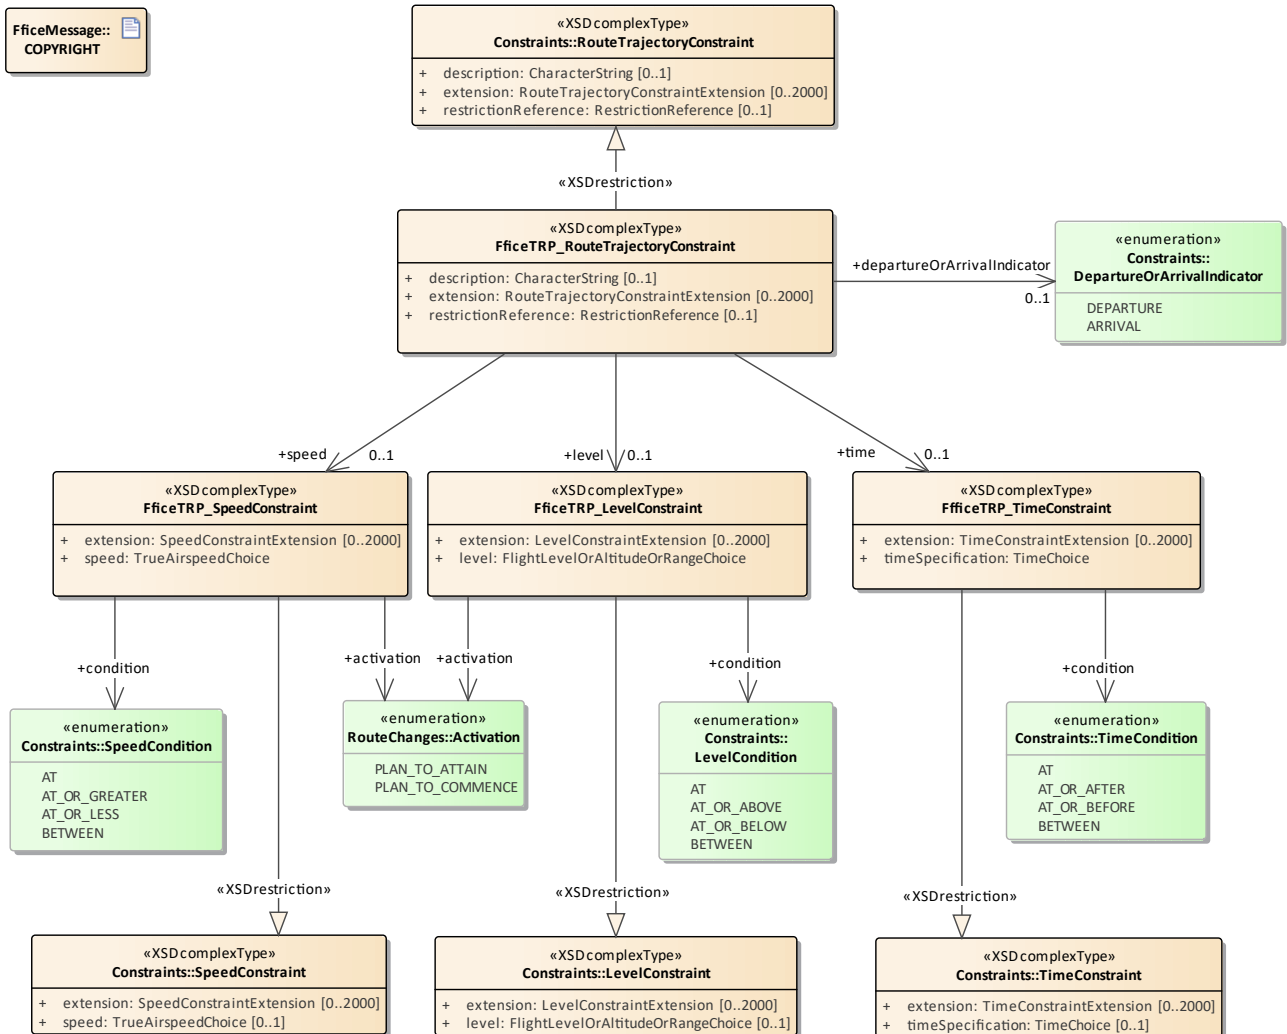 FficeMessage::
COPYRIGHT
«XSDcomplexType»
Constraints::RouteTrajectoryConstraint
+ description: CharacterString [0..1]
+ extension: RouteTrajectoryConstraintExtension [0..2000]
+ restrictionReference: RestrictionReference [0..1]
«XSDrestriction»
«XSDcomplexType»
FficeTRP_RouteTrajectoryConstraint
+ description: CharacterString [0..1]
+ extension: RouteTrajectoryConstraintExtension [0..2000]
+ restrictionReference: RestrictionReference [0..1]
+departureOrArrivalIndicator
0..1
«enumeration»
Constraints::
DepartureOrArrivalIndicator
DEPARTURE
ARRIVAL
+speed 0..1
+level 0..1
+time 0..1
«XSDcomplexType»
FficeTRP_SpeedConstraint
+ extension: SpeedConstraintExtension [0..2000]
+ speed: TrueAirspeedChoice
«XSDcomplexType»
FficeTRP_LevelConstraint
+ extension: LevelConstraintExtension [0..2000]
+ level: FlightLevelOrAltitudeOrRangeChoice
«XSDcomplexType»
FfficeTRP_TimeConstraint
+ extension: TimeConstraintExtension [0..2000]
+ timeSpecification: TimeChoice
+condition
+activation
+activation
+condition
+condition
«enumeration»
Constraints::SpeedCondition
AT
AT_OR_GREATER
AT_OR_LESS
BETWEEN
«enumeration»
RouteChanges::Activation
PLAN_TO_ATTAIN
PLAN_TO_COMMENCE
«enumeration»
Constraints::
LevelCondition
AT
AT_OR_ABOVE
AT_OR_BELOW
BETWEEN
«enumeration»
Constraints::TimeCondition
AT
AT_OR_AFTER
AT_OR_BEFORE
BETWEEN
«XSDrestriction»
«XSDrestriction»
«XSDrestriction»
«XSDcomplexType»
Constraints::SpeedConstraint
+ extension: SpeedConstraintExtension [0..2000]
+ speed: TrueAirspeedChoice [0..1]
«XSDcomplexType»
Constraints::LevelConstraint
+ extension: LevelConstraintExtension [0..2000]
+ level: FlightLevelOrAltitudeOrRangeChoice [0..1]
«XSDcomplexType»
Constraints::TimeConstraint
+ extension: TimeConstraintExtension [0..2000]
+ timeSpecification: TimeChoice [0..1]